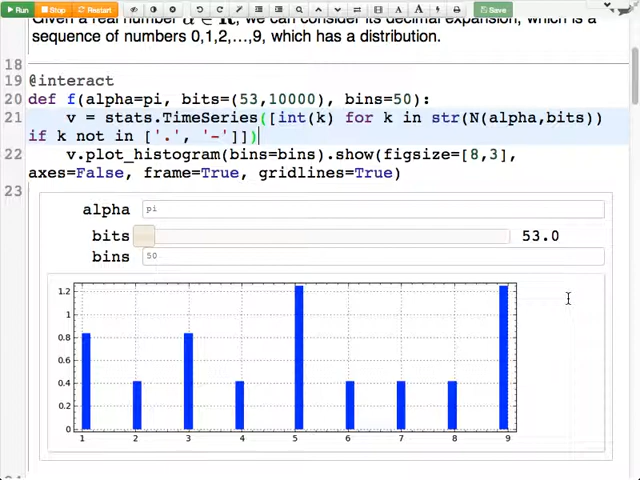 Run Stop Restart Save
Given a real number α ∈ ℝ, we can consider its decimal expansion, which is a
sequence of numbers 0,1,2,...,9, which has a distribution.
18
19 @interact
20 def f(alpha=pi, bits=(53,10000), bins=50):
21 v = stats.TimeSeries([int(k) for k in str(N(alpha,bits))
if k not in ['.', '-']])
22 v.plot_histogram(bins=bins).show(figsize=[8,3],
axes=False, frame=True, gridlines=True)
23
alpha pi
bits 53.0
bins 50
1.2
1
0.8
0.6
0.4
0.2
0
1 2 3 4 5 6 7 8 9